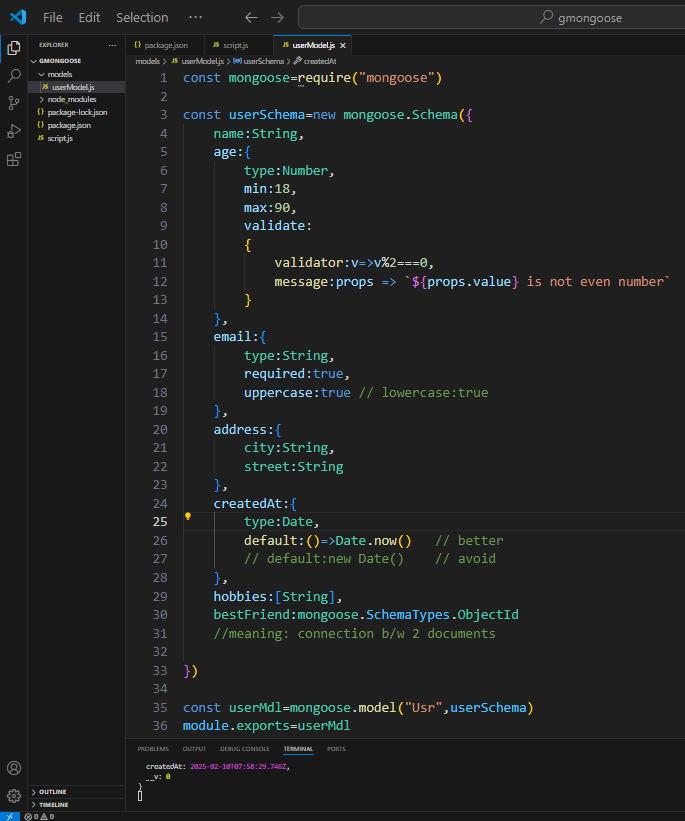 File Edit Selection ··· gmongoose
EXPLORER ···
GMONGOOSE
models
JS userModel.js
node_modules
{} package-lock.json
{} package.json
JS script.js
OUTLINE
TIMELINE
{} package.json JS script.js JS userModel.js ×
models > JS userModel.js > userSchema > createdAt
1 const mongoose=require("mongoose")
2
3 const userSchema=new mongoose.Schema({
4 name:String,
5 age:{
6 type:Number,
7 min:18,
8 max:90,
9 validate:
10 {
11 validator:v=>v%2===0,
12 message:props => `${props.value} is not even number`
13 }
14 },
15 email:{
16 type:String,
17 required:true,
18 uppercase:true // lowercase:true
19 },
20 address:{
21 city:String,
22 street:String
23 },
24 createdAt:{
25 type:Date,
26 default:()=>Date.now() // better
27 // default:new Date() // avoid
28 },
29 hobbies:[String],
30 bestFriend:mongoose.SchemaTypes.ObjectId
31 //meaning: connection b/w 2 documents
32
33 })
34
35 const userMdl=mongoose.model("Usr",userSchema)
36 module.exports=userMdl
PROBLEMS OUTPUT DEBUG CONSOLE TERMINAL PORTS
createdAt: 2025-02-10T07:58:29.746Z,
__v: 0
}
0 0